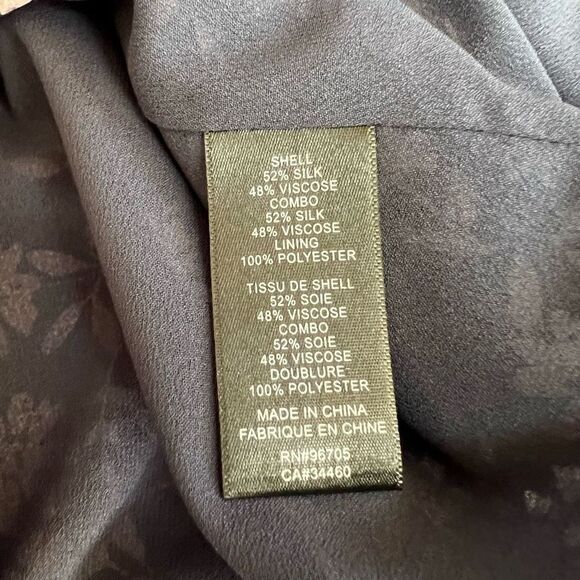 SHELL
52% SILK
48% VISCOSE
COMBO
52% SILK
48% VISCOSE
LINING
100% POLYESTER
TISSU DE SHELL
52% SOIE
48% VISCOSE
COMBO
52% SOIE
48% VISCOSE
DOUBLURE
100% POLYESTER
MADE IN CHINA
FABRIQUE EN CHINE
RN#96705
CA#34460